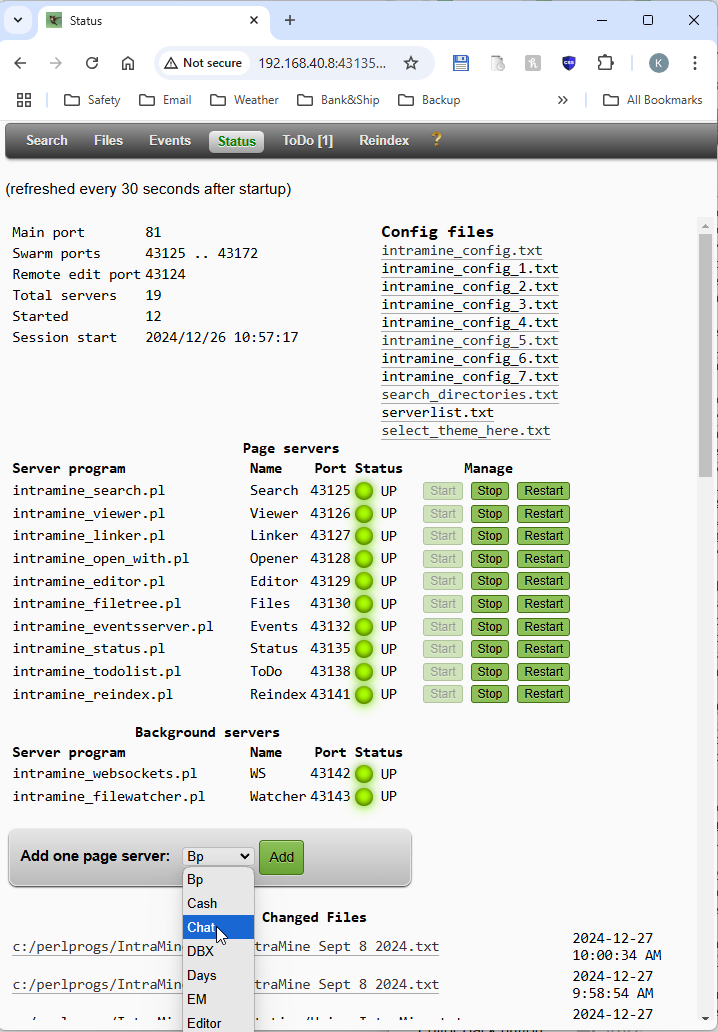 Status
Not secure 192.168.40.8:43135...
K
Safety Email Weather Bank&Ship Backup » All Bookmarks
Search Files Events Status ToDo [1] Reindex ?
(refreshed every 30 seconds after startup)
Main port 81
Swarm ports 43125 .. 43172
Remote edit port 43124
Total servers 19
Started 12
Session start 2024/12/26 10:57:17
Config files
intramine_config.txt
intramine_config_1.txt
intramine_config_2.txt
intramine_config_3.txt
intramine_config_4.txt
intramine_config_5.txt
intramine_config_6.txt
intramine_config_7.txt
search_directories.txt
serverlist.txt
select_theme_here.txt
Page servers
Server program Name Port Status Manage
intramine_search.pl Search 43125 UP Start Stop Restart
intramine_viewer.pl Viewer 43126 UP Start Stop Restart
intramine_linker.pl Linker 43127 UP Start Stop Restart
intramine_open_with.pl Opener 43128 UP Start Stop Restart
intramine_editor.pl Editor 43129 UP Start Stop Restart
intramine_filetree.pl Files 43130 UP Start Stop Restart
intramine_eventsserver.pl Events 43132 UP Start Stop Restart
intramine_status.pl Status 43135 UP Start Stop Restart
intramine_todolist.pl ToDo 43138 UP Start Stop Restart
intramine_reindex.pl Reindex 43141 UP Start Stop Restart
Background servers
Server program Name Port Status
intramine_websockets.pl WS 43142 UP
intramine_filewatcher.pl Watcher 43143 UP
Add one page server: Bp Add
Bp
Cash
Chat
DBX
Days
EM
Editor
Changed Files
c:/perlprogs/IntraMin traMine Sept 8 2024.txt 2024-12-27
10:00:34 AM
c:/perlprogs/IntraMin traMine Sept 8 2024.txt 2024-12-27
9:58:54 AM
2024-12-27